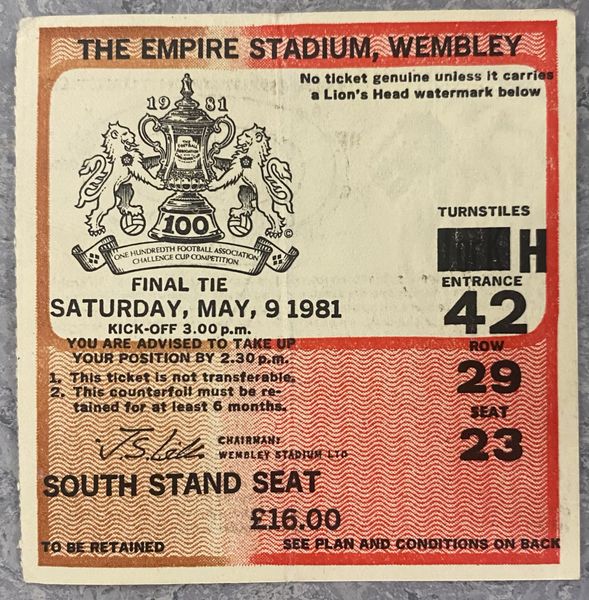 THE EMPIRE STADIUM, WEMBLEY
No ticket genuine unless it carries
a Lion's Head watermark below
1981
THE
FOOTBALL
ASSOCIATION
100
ONE HUNDREDTH FOOTBALL ASSOCIATION
CHALLENGE CUP COMPETITION
©
FINAL TIE
SATURDAY, MAY, 9 1981
KICK-OFF 3.00 p.m.
YOU ARE ADVISED TO TAKE UP
YOUR POSITION BY 2.30 p.m.
1. This ticket is not transferable.
2. This counterfoil must be re-
tained for at least 6 months.
CHAIRMAN:
WEMBLEY STADIUM LTD
SOUTH STAND SEAT
£16.00
TO BE RETAINED
TURNSTILES
H
ENTRANCE
42
ROW
29
SEAT
23
SEE PLAN AND CONDITIONS ON BACK